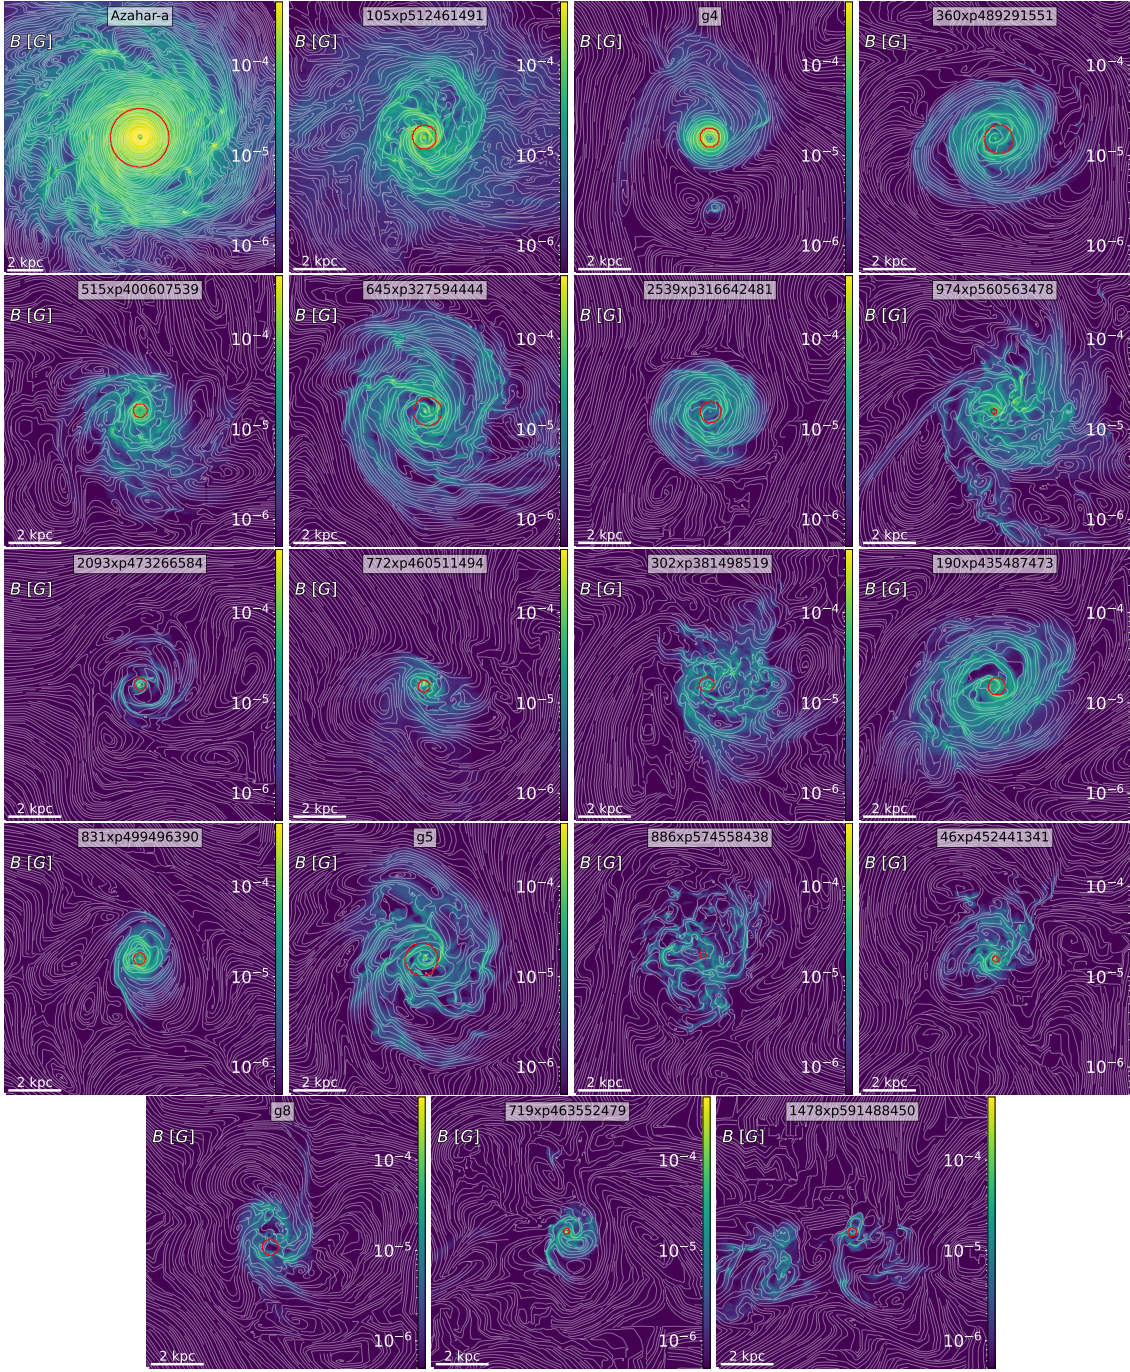 Azahar-a
B [G]
10⁻⁴
10⁻⁵
10⁻⁶
2 kpc
105xp512461491
B [G]
10⁻⁴
10⁻⁵
10⁻⁶
2 kpc
g4
B [G]
10⁻⁴
10⁻⁵
10⁻⁶
2 kpc
360xp489291551
B [G]
10⁻⁴
10⁻⁵
10⁻⁶
2 kpc
515xp400607539
B [G]
10⁻⁴
10⁻⁵
10⁻⁶
2 kpc
645xp327594444
B [G]
10⁻⁴
10⁻⁵
10⁻⁶
2 kpc
2539xp316642481
B [G]
10⁻⁴
10⁻⁵
10⁻⁶
2 kpc
974xp560563478
B [G]
10⁻⁴
10⁻⁵
10⁻⁶
2 kpc
2093xp473266584
B [G]
10⁻⁴
10⁻⁵
10⁻⁶
2 kpc
772xp460511494
B [G]
10⁻⁴
10⁻⁵
10⁻⁶
2 kpc
302xp381498519
B [G]
10⁻⁴
10⁻⁵
10⁻⁶
2 kpc
190xp435487473
B [G]
10⁻⁴
10⁻⁵
10⁻⁶
2 kpc
831xp499496390
B [G]
10⁻⁴
10⁻⁵
10⁻⁶
2 kpc
g5
B [G]
10⁻⁴
10⁻⁵
10⁻⁶
2 kpc
886xp574558438
B [G]
10⁻⁴
10⁻⁵
10⁻⁶
2 kpc
46xp452441341
B [G]
10⁻⁴
10⁻⁵
10⁻⁶
2 kpc
g8
B [G]
10⁻⁴
10⁻⁵
10⁻⁶
2 kpc
719xp463552479
B [G]
10⁻⁴
10⁻⁵
10⁻⁶
2 kpc
1478xp591488450
B [G]
10⁻⁴
10⁻⁵
10⁻⁶
2 kpc